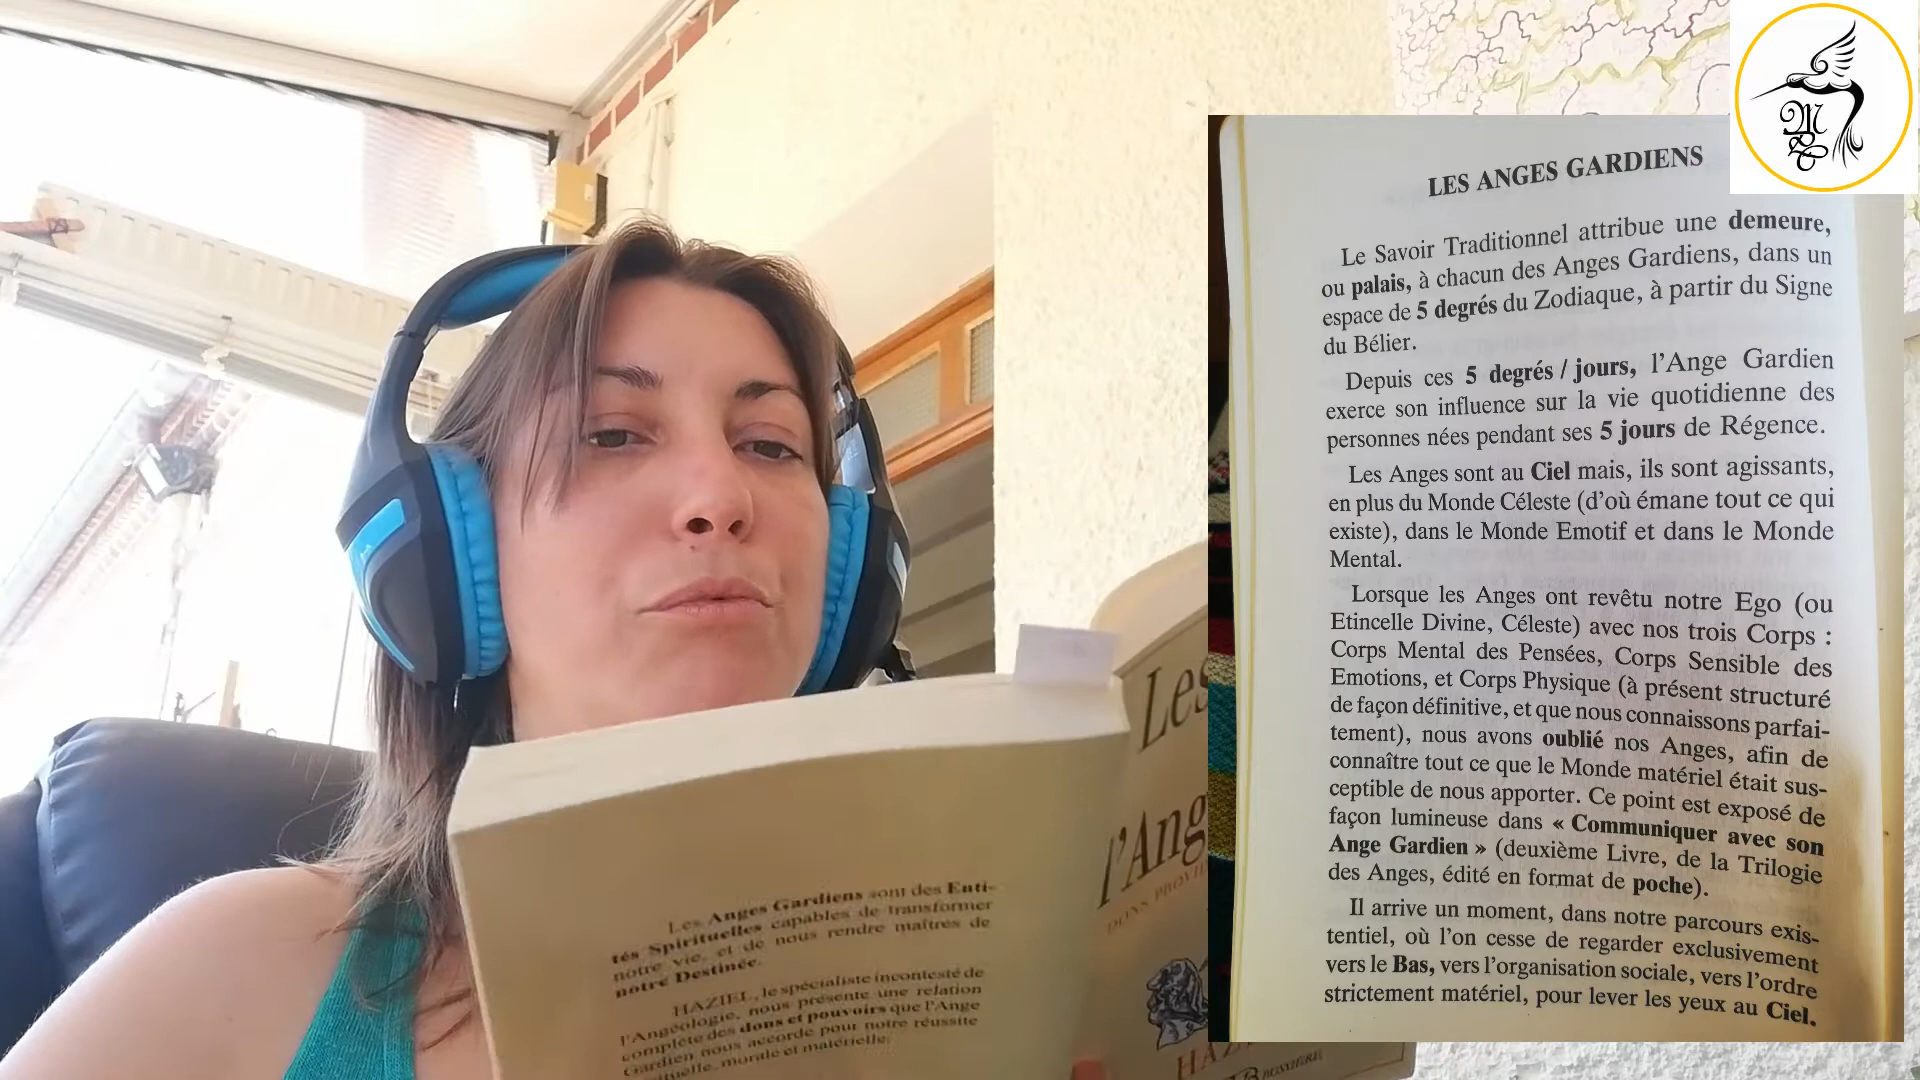 LES ANGES GARDIENS
Le Savoir Traditionnel attribue une demeure,
ou palais, à chacun des Anges Gardiens, dans un
espace de 5 degrés du Zodiaque, à partir du Signe
du Bélier.
Depuis ces 5 degrés / jours, l'Ange Gardien
exerce son influence sur la vie quotidienne des
personnes nées pendant ses 5 jours de Régence.
Les Anges sont au Ciel mais, ils sont agissants,
en plus du Monde Céleste (d'où émane tout ce qui
existe), dans le Monde Emotif et dans le Monde
Mental.
Lorsque les Anges ont revêtu notre Ego (ou
Etincelle Divine, Céleste) avec nos trois Corps :
Corps Mental des Pensées, Corps Sensible des
Emotions, et Corps Physique (à présent structuré
de façon définitive, et que nous connaissons parfai-
tement), nous avons oublié nos Anges, afin de
connaître tout ce que le Monde matériel était sus-
ceptible de nous apporter. Ce point est exposé de
façon lumineuse dans « Communiquer avec son
Ange Gardien » (deuxième Livre, de la Trilogie
des Anges, édité en format de poche).
Il arrive un moment, dans notre parcours exis-
tentiel, où l'on cesse de regarder exclusivement
vers le Bas, vers l'organisation sociale, vers l'ordre
strictement matériel, pour lever les yeux au Ciel.
Les Anges Gardiens sont des Enti-
tés Spirituelles capables de transformer
notre vie, et de nous rendre maîtres de
notre Destinée.
HAZIEL, le spécialiste incontesté de
l'Angéologie, nous présente une relation
complète des dons et pouvoirs que l'Ange
Gardien nous accorde pour notre réussite
spirituelle, morale et matérielle.
Les
l'Ang
DONS
HAZ